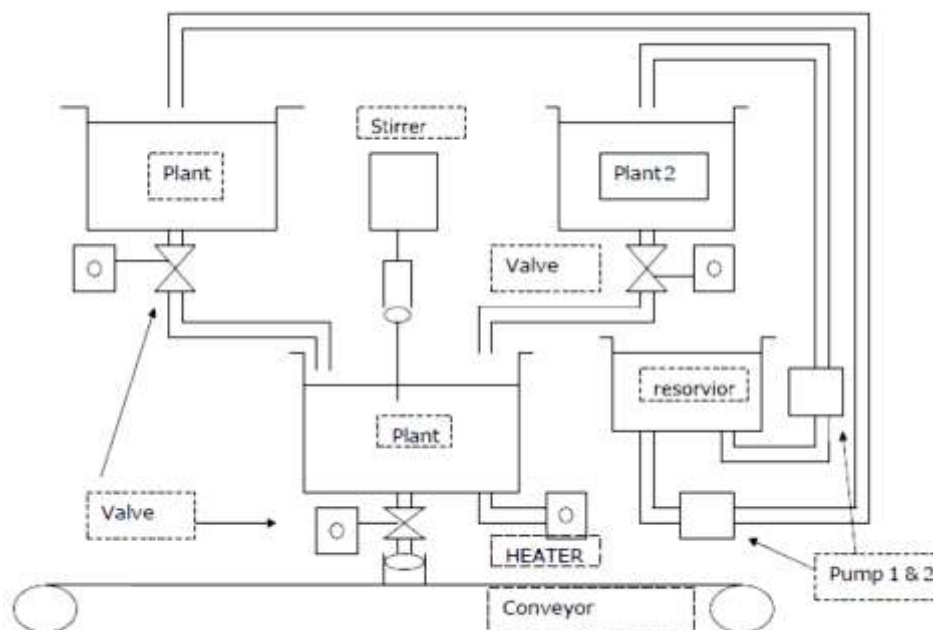 Stirrer
Plant
Plant 2
Valve
resorvior
Plant
Valve
HEATER
Pump 1 & 2
Conveyor